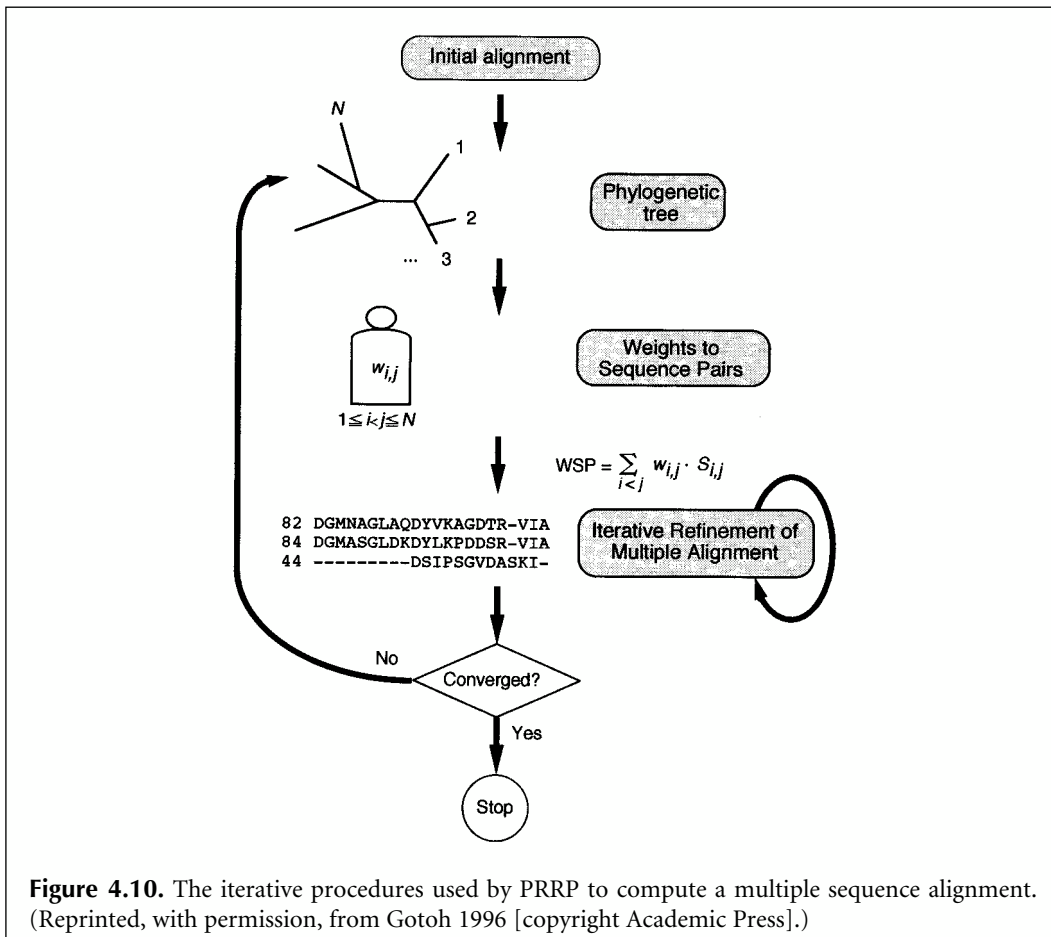 Initial alignment
N
1
2
3
...
Phylogenetic
tree
w_{i,j}
1 ≦ i< j ≦ N
Weights to
Sequence Pairs
WSP = ∑_{i < j} w_{i,j} · S_{i,j}
82 DGMNAGLAQDYVKAGDTR-VIA
84 DGMASGLDKDYLKPDDSR-VIA
44 ---------DSIPSGVDASKI-
Iterative Refinement of
Multiple Alignment
No
Converged?
Yes
Stop
Figure 4.10. The iterative procedures used by PRRP to compute a multiple sequence alignment.
(Reprinted, with permission, from Gotoh 1996 [copyright Academic Press].)